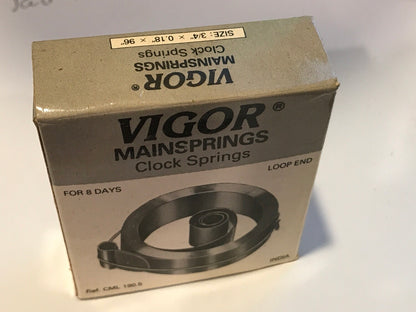 SIZE: 3/4" × 0.18" × 96"
VIGOR®
MAINSPRINGS
Clock Springs
VIGOR®
MAINSPRINGS
Clock Springs
FOR 8 DAYS
LOOP END
Ref. CML 190.5
INDIA